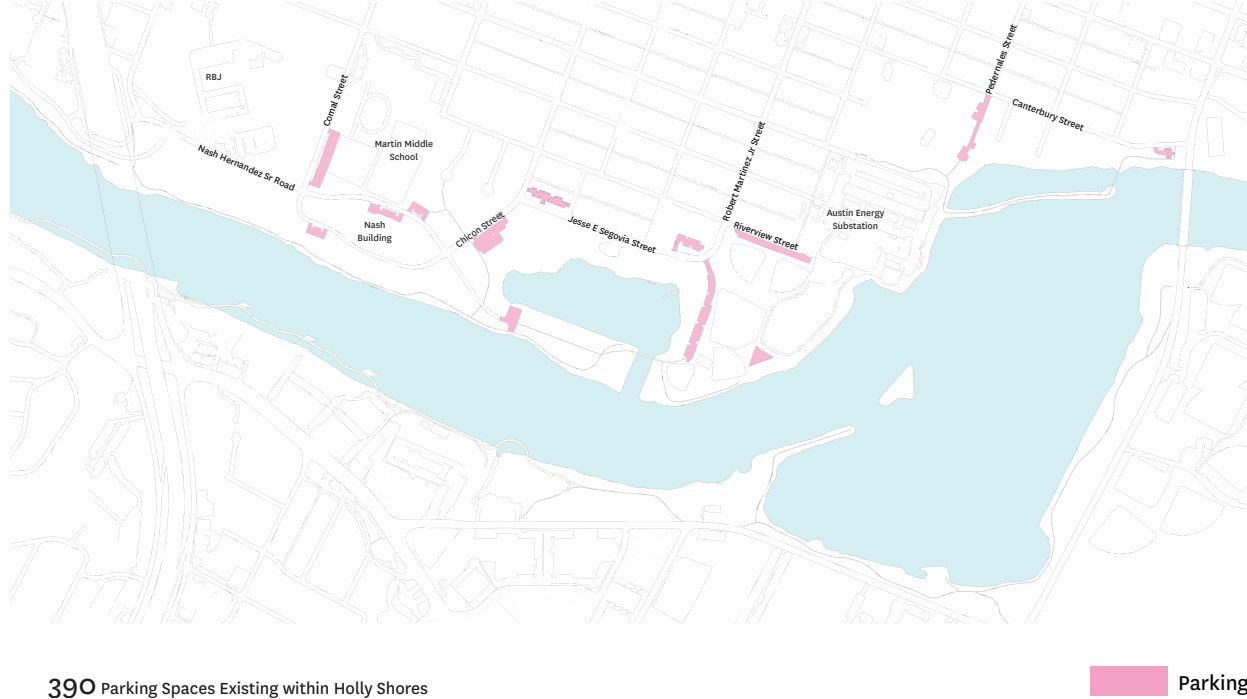 Pedernales Street
RBJ
Comal Street
Canterbury Street
Martin Middle
School
Nash Hernandez Sr Road
Robert Martinez Jr Street
Nash
Building
Chicon Street
Jesse E Segovia Street
Riverview Street
Austin Energy
Substation
390 Parking Spaces Existing within Holly Shores
Parking